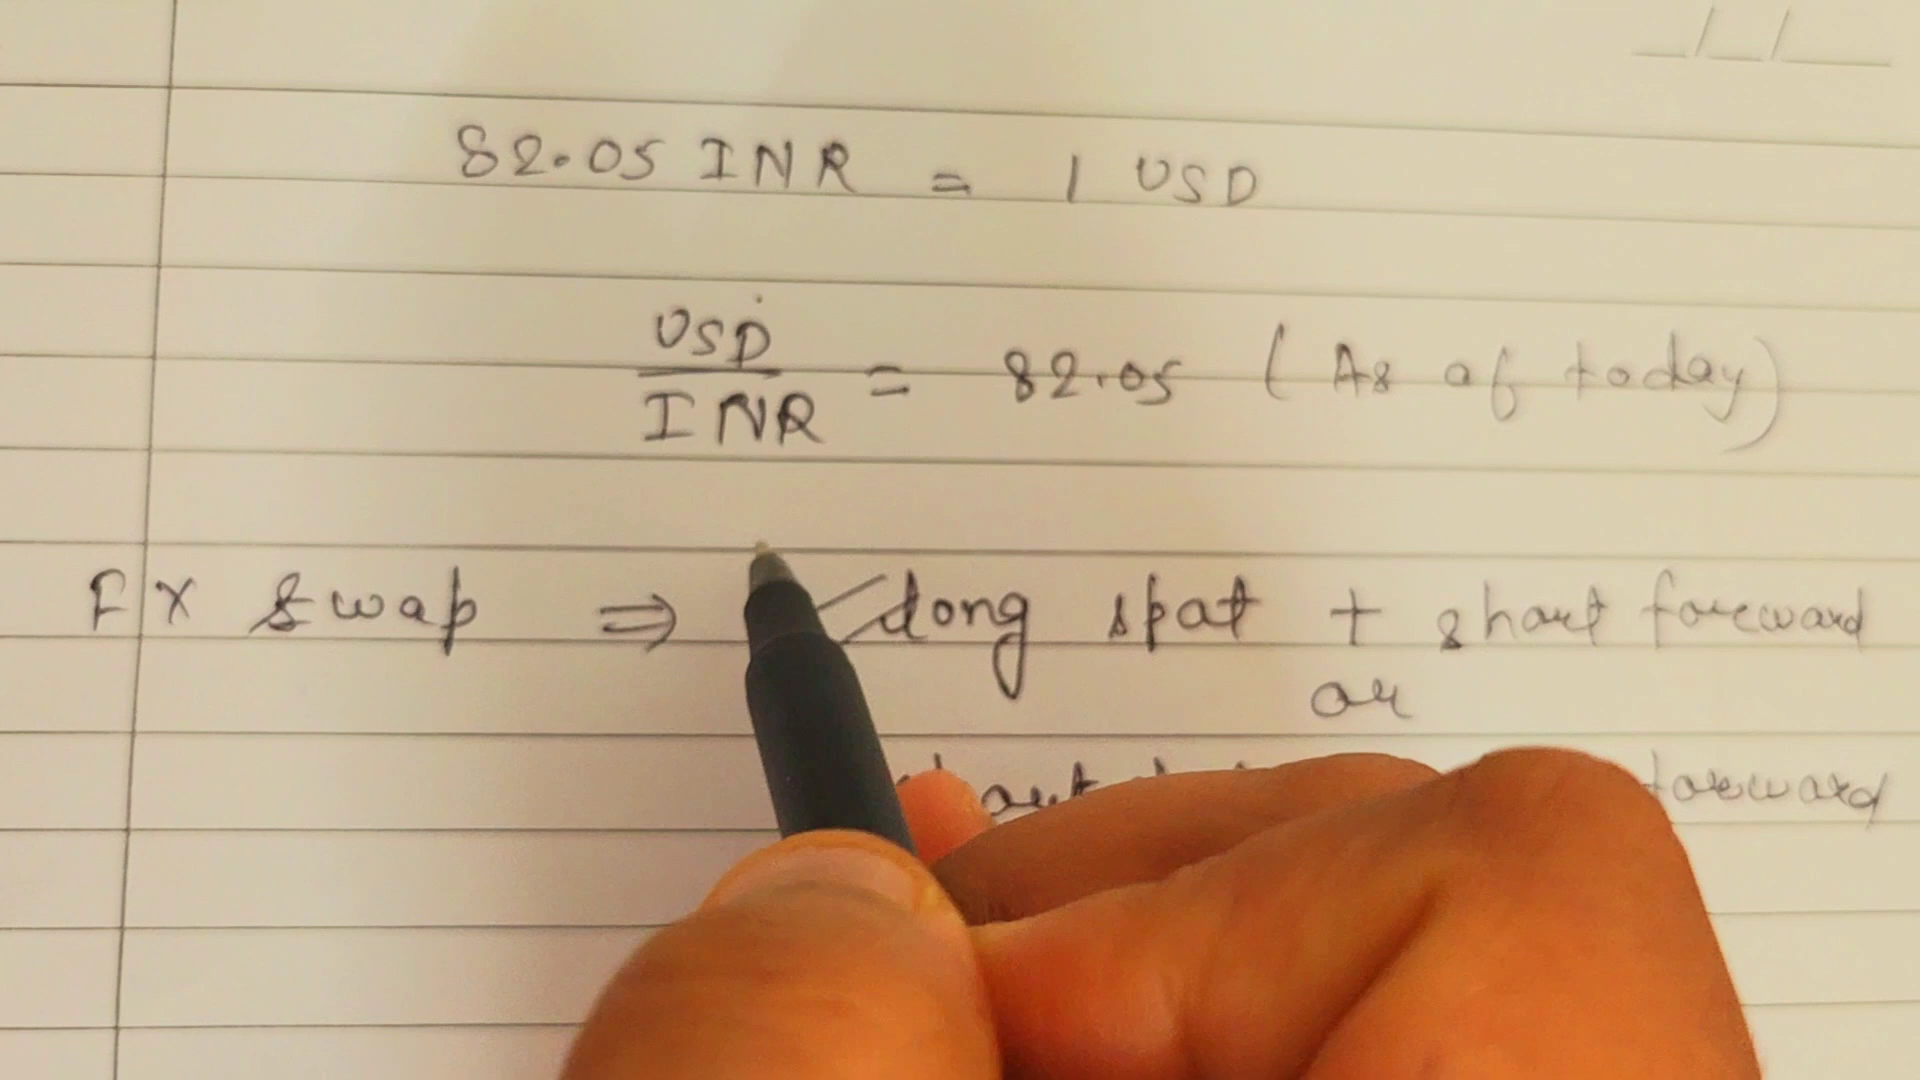 82.05 INR = 1 USD
USD
INR = 82.05 (As of today)
FX Swap ⇒ long spot + short forward
or
forward